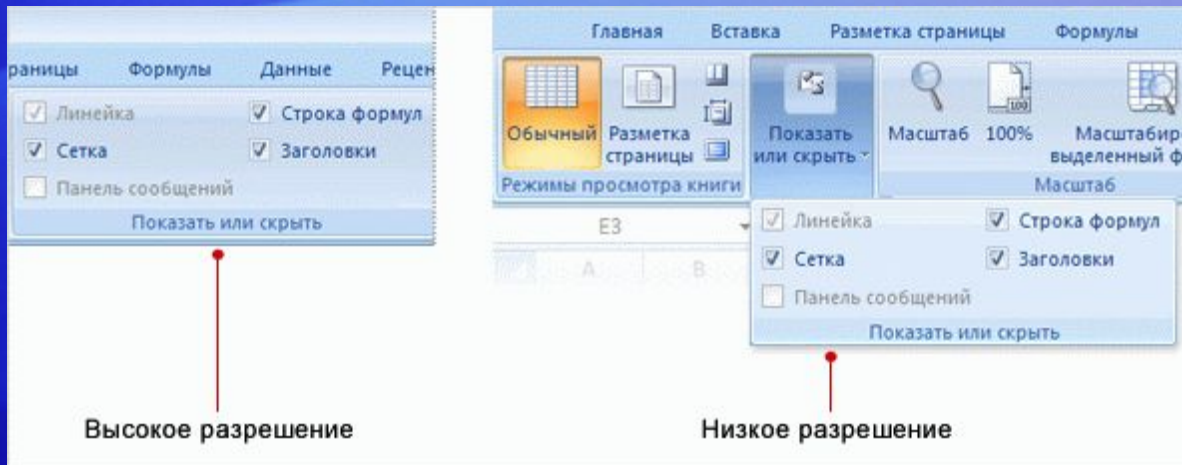 раницы Формулы Данные Рецен
Линейка Строка формул
Сетка Заголовки
Панель сообщений
Показать или скрыть
Высокое разрешение
Главная Вставка Разметка страницы Формулы
Обычный Разметка страницы Показать или скрыть Масштаб 100% Масштабир выделенный ф
100
Режимы просмотра книги Масштаб
E3
A B
Линейка Строка формул
Сетка Заголовки
Панель сообщений
Показать или скрыть
Низкое разрешение